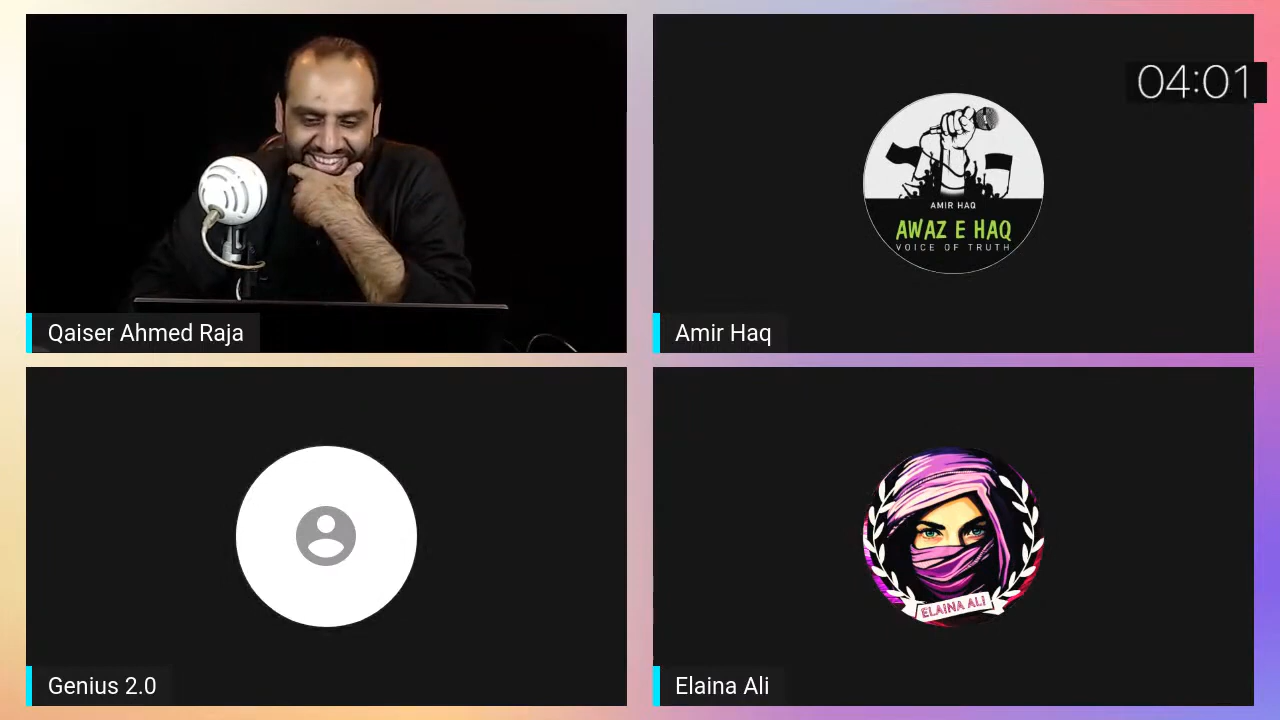 Qaiser Ahmed Raja
04:01
AMIR HAQ
AWAZ E HAQ
VOICE OF TRUTH
Amir Haq
Genius 2.0
ELAINA ALI
Elaina Ali